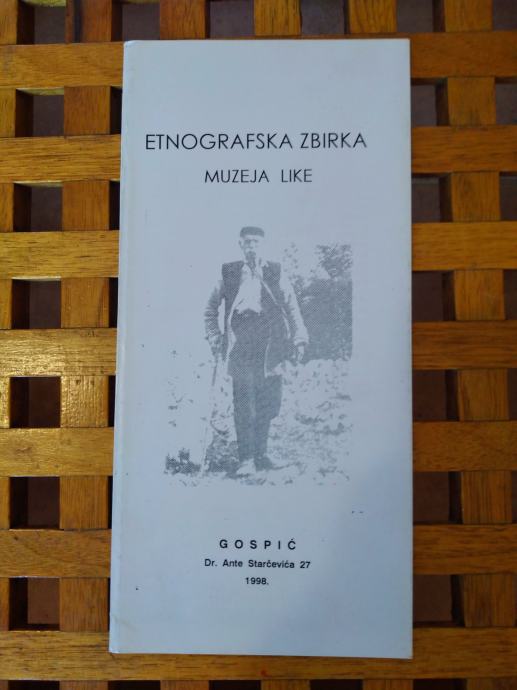 ETNOGRAFSKA ZBIRKA
MUZEJA LIKE
GOSPIĆ
Dr. Ante Starčevića 27
1998.